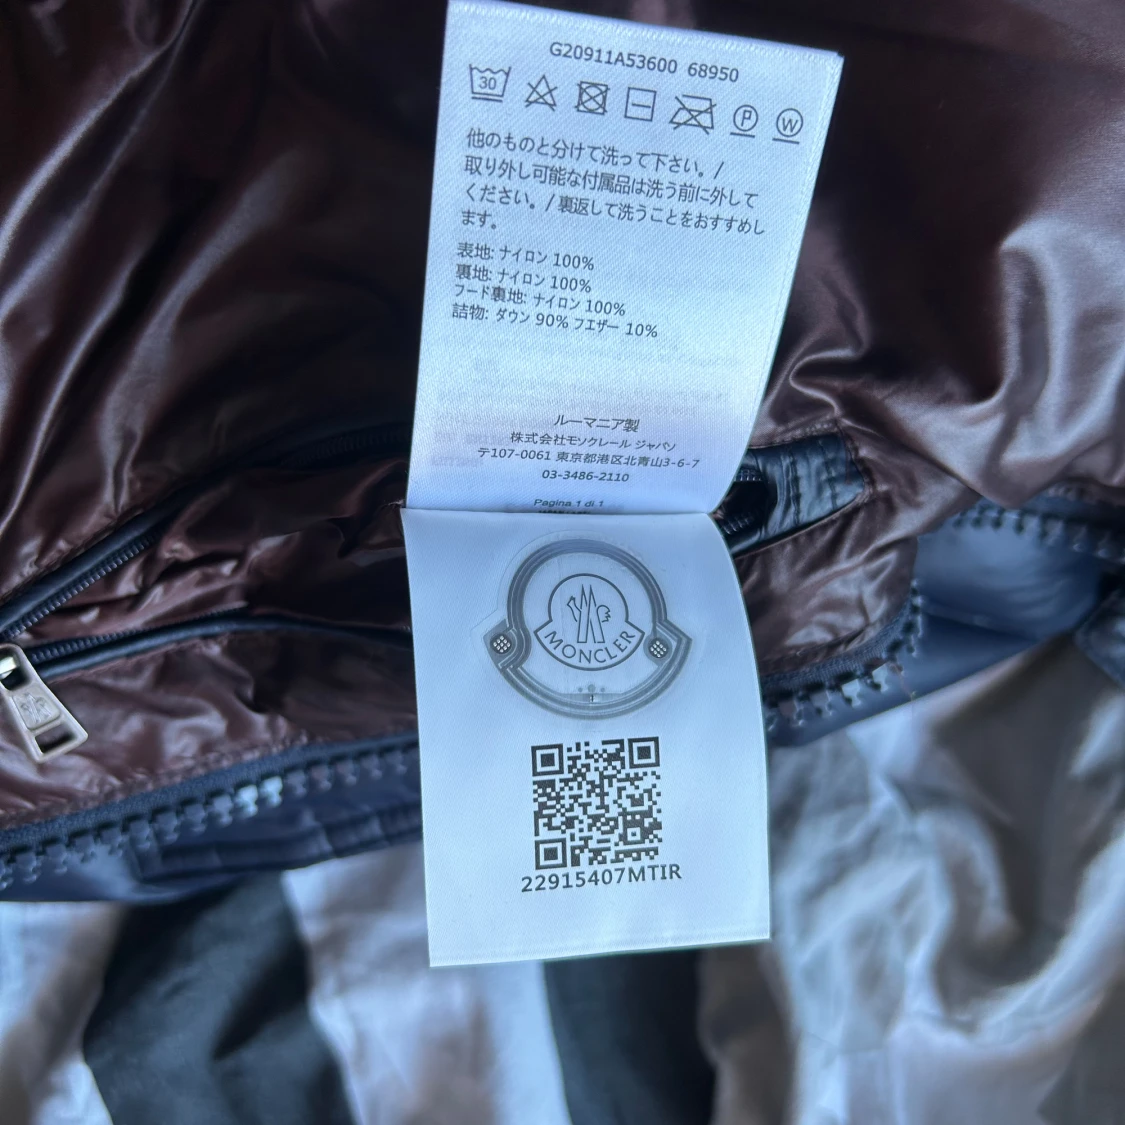 G20911A53600 68950
30
P
W
他のものと分けて洗って下さい。/
取り外し可能な付属品は洗う前に外して
ください。/ 裏返して洗うことをおすすめし
ます。
表地: ナイロン 100%
裏地: ナイロン 100%
フード裏地: ナイロン 100%
詰物: ダウン 90% フエザー 10%
ルーマニア製
株式会社モソクレール ジャパソ
〒107-0061 東京都港区北青山3-6-7
03-3486-2110
Pagina 1 di 1
MONCLER
22915407MTIR